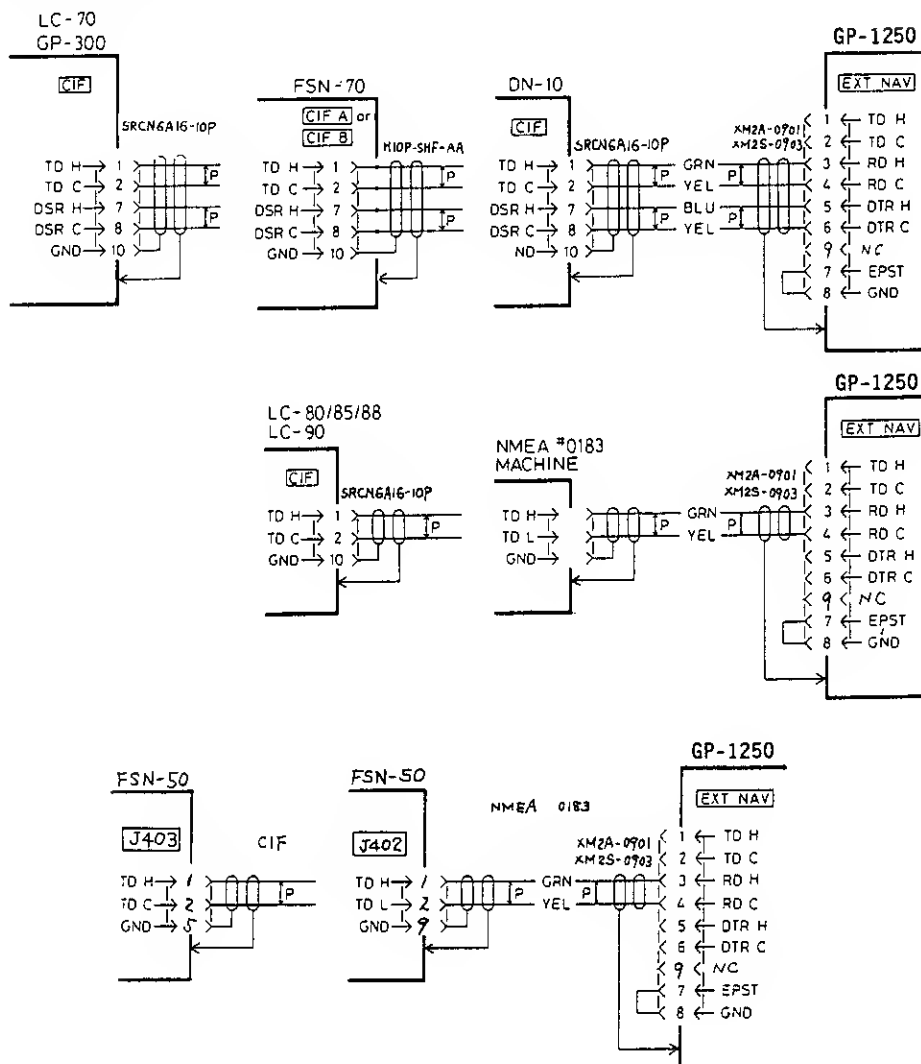 LC-70
GP-300
CIF
SRCN6A16-10P
TD H 1
TD C 2
DSR H 7
DSR C 8
GND 10
P
P
FSN-70
CIF A or
CIF B
H10P-SHF-AA
TD H 1
TD C 2
DSR H 7
DSR C 8
GND 10
P
P
DN-10
CIF
SRCN6A16-10P
TD H 1
TD C 2
DSR H 7
DSR C 8
ND 10
P
P
GRN
YEL
BLU
YEL
P
P
GP-1250
EXT NAV
XM2A-0901
XM2S-0903
1 TD H
2 TD C
3 RD H
4 RD C
5 DTR H
6 DTR C
9 NC
7 EPST
8 GND
LC-80/85/88
LC-90
CIF
SRCN6A16-10P
TD H 1
TD C 2
GND 10
P
NMEA #0183
MACHINE
TD H
TD L
GND
P
GRN
YEL
P
GP-1250
EXT NAV
XM2A-0901
XM2S-0903
1 TD H
2 TD C
3 RD H
4 RD C
5 DTR H
6 DTR C
9 NC
7 EPST
8 GND
FSN-50
J403
CIF
TD H 1
TD C 2
GND 5
P
FSN-50
J402
NMEA 0183
TD H 1
TD L 2
GND 9
P
GRN
YEL
P
GP-1250
EXT NAV
XM2A-0901
XM2S-0903
1 TD H
2 TD C
3 RD H
4 RD C
5 DTR H
6 DTR C
9 NC
7 EPST
8 GND